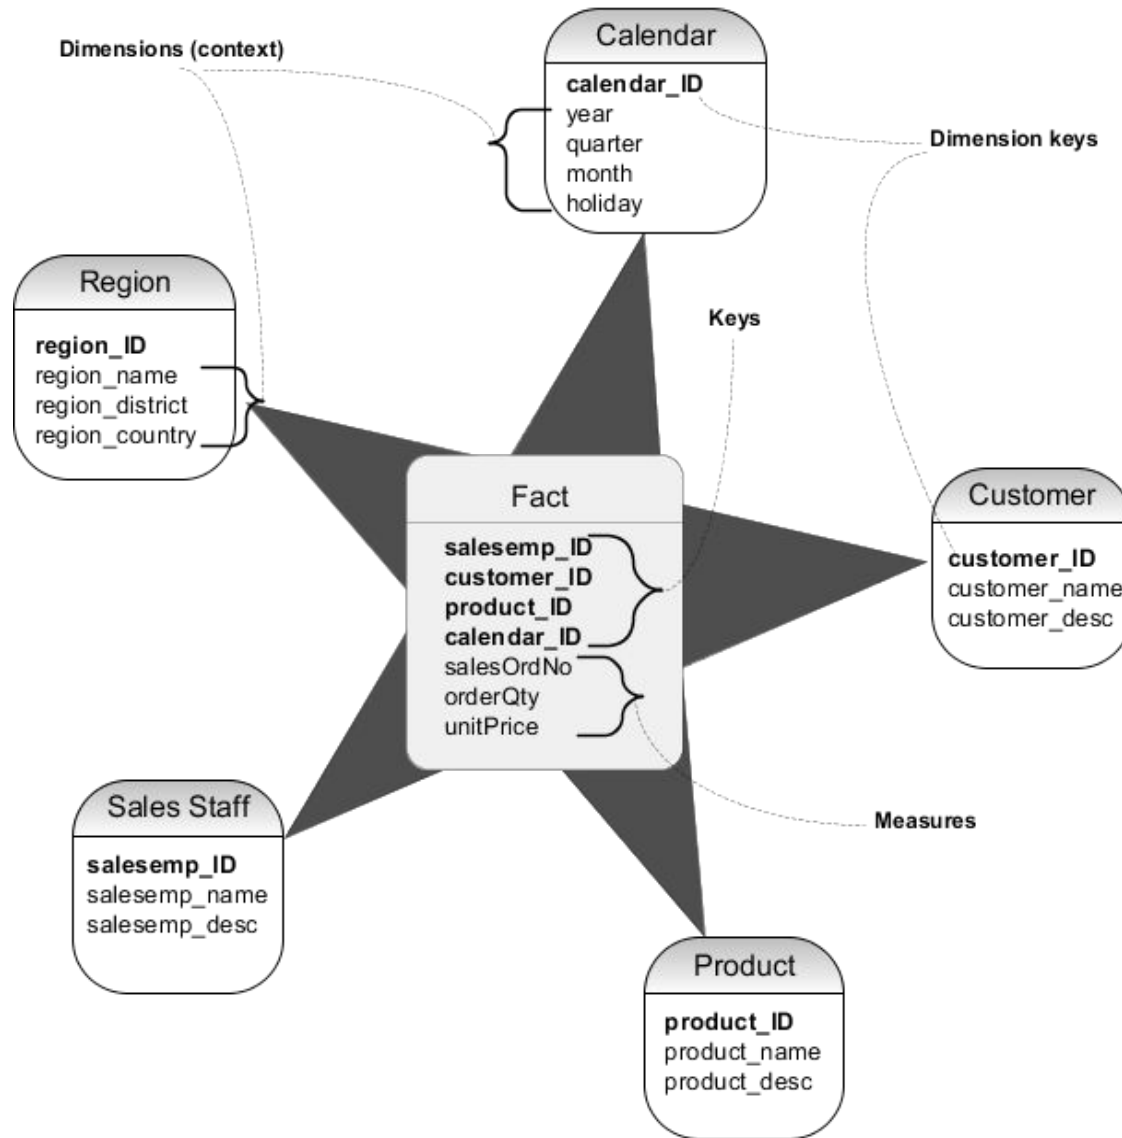 Dimensions (context)
Calendar
calendar_ID
year
quarter
month
holiday
Dimension keys
Region
region_ID
region_name
region_district
region_country
Keys
Customer
customer_ID
customer_name
customer_desc
Fact
salesemp_ID
customer_ID
product_ID
calendar_ID
salesOrdNo
orderQty
unitPrice
Measures
Sales Staff
salesemp_ID
salesemp_name
salesemp_desc
Product
product_ID
product_name
product_desc